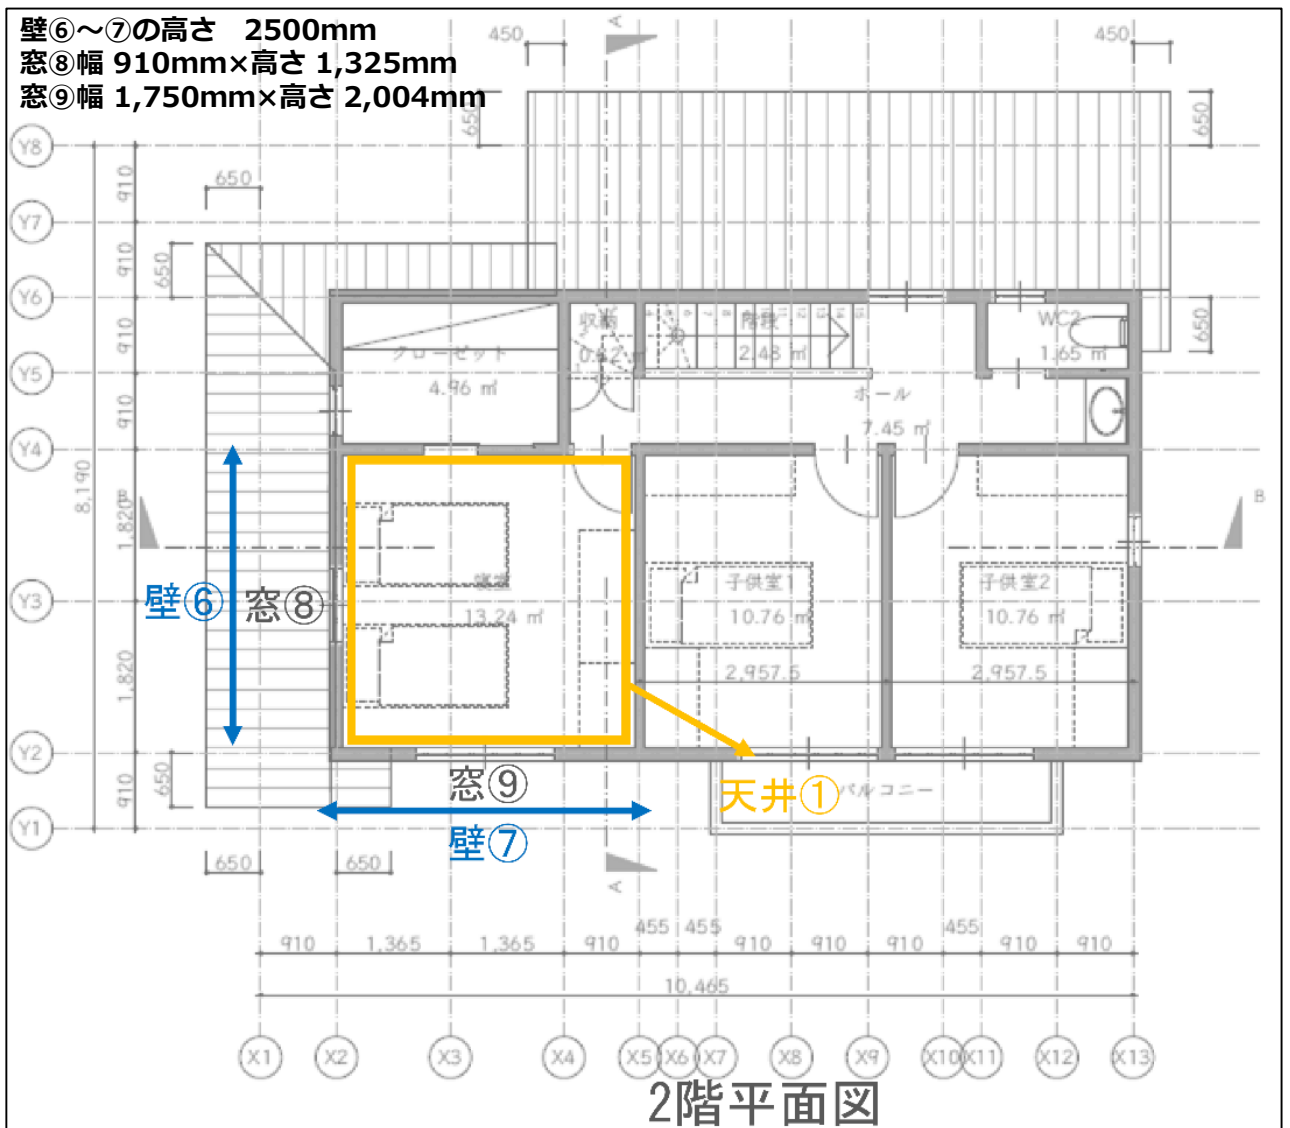 壁⑥～⑦の高さ　2500mm
窓⑧幅 910mm×高さ 1,325mm
窓⑨幅 1,750mm×高さ 2,004mm
450
A
450
650
650
Y8
910
650
Y7
910
650
Y6
910
650
収納
階段
2.48 ㎡
WC2
1.65 ㎡
クローゼット
4.96 ㎡
Y5
910
ホール
7.45 ㎡
Y4
8,190
1,820
B
壁⑥
窓⑧
寝室
13.24 ㎡
子供室1
10.76 ㎡
子供室2
10.76 ㎡
Y3
1,820
2,957.5
2,957.5
Y2
910
650
窓⑨
天井①
バルコニー
Y1
壁⑦
650
650
A
910
1,365
1,365
910
455
455
910
910
910
455
910
910
10,465
X1
X2
X3
X4
X5
X6
X7
X8
X9
X10
X11
X12
X13
2階平面図